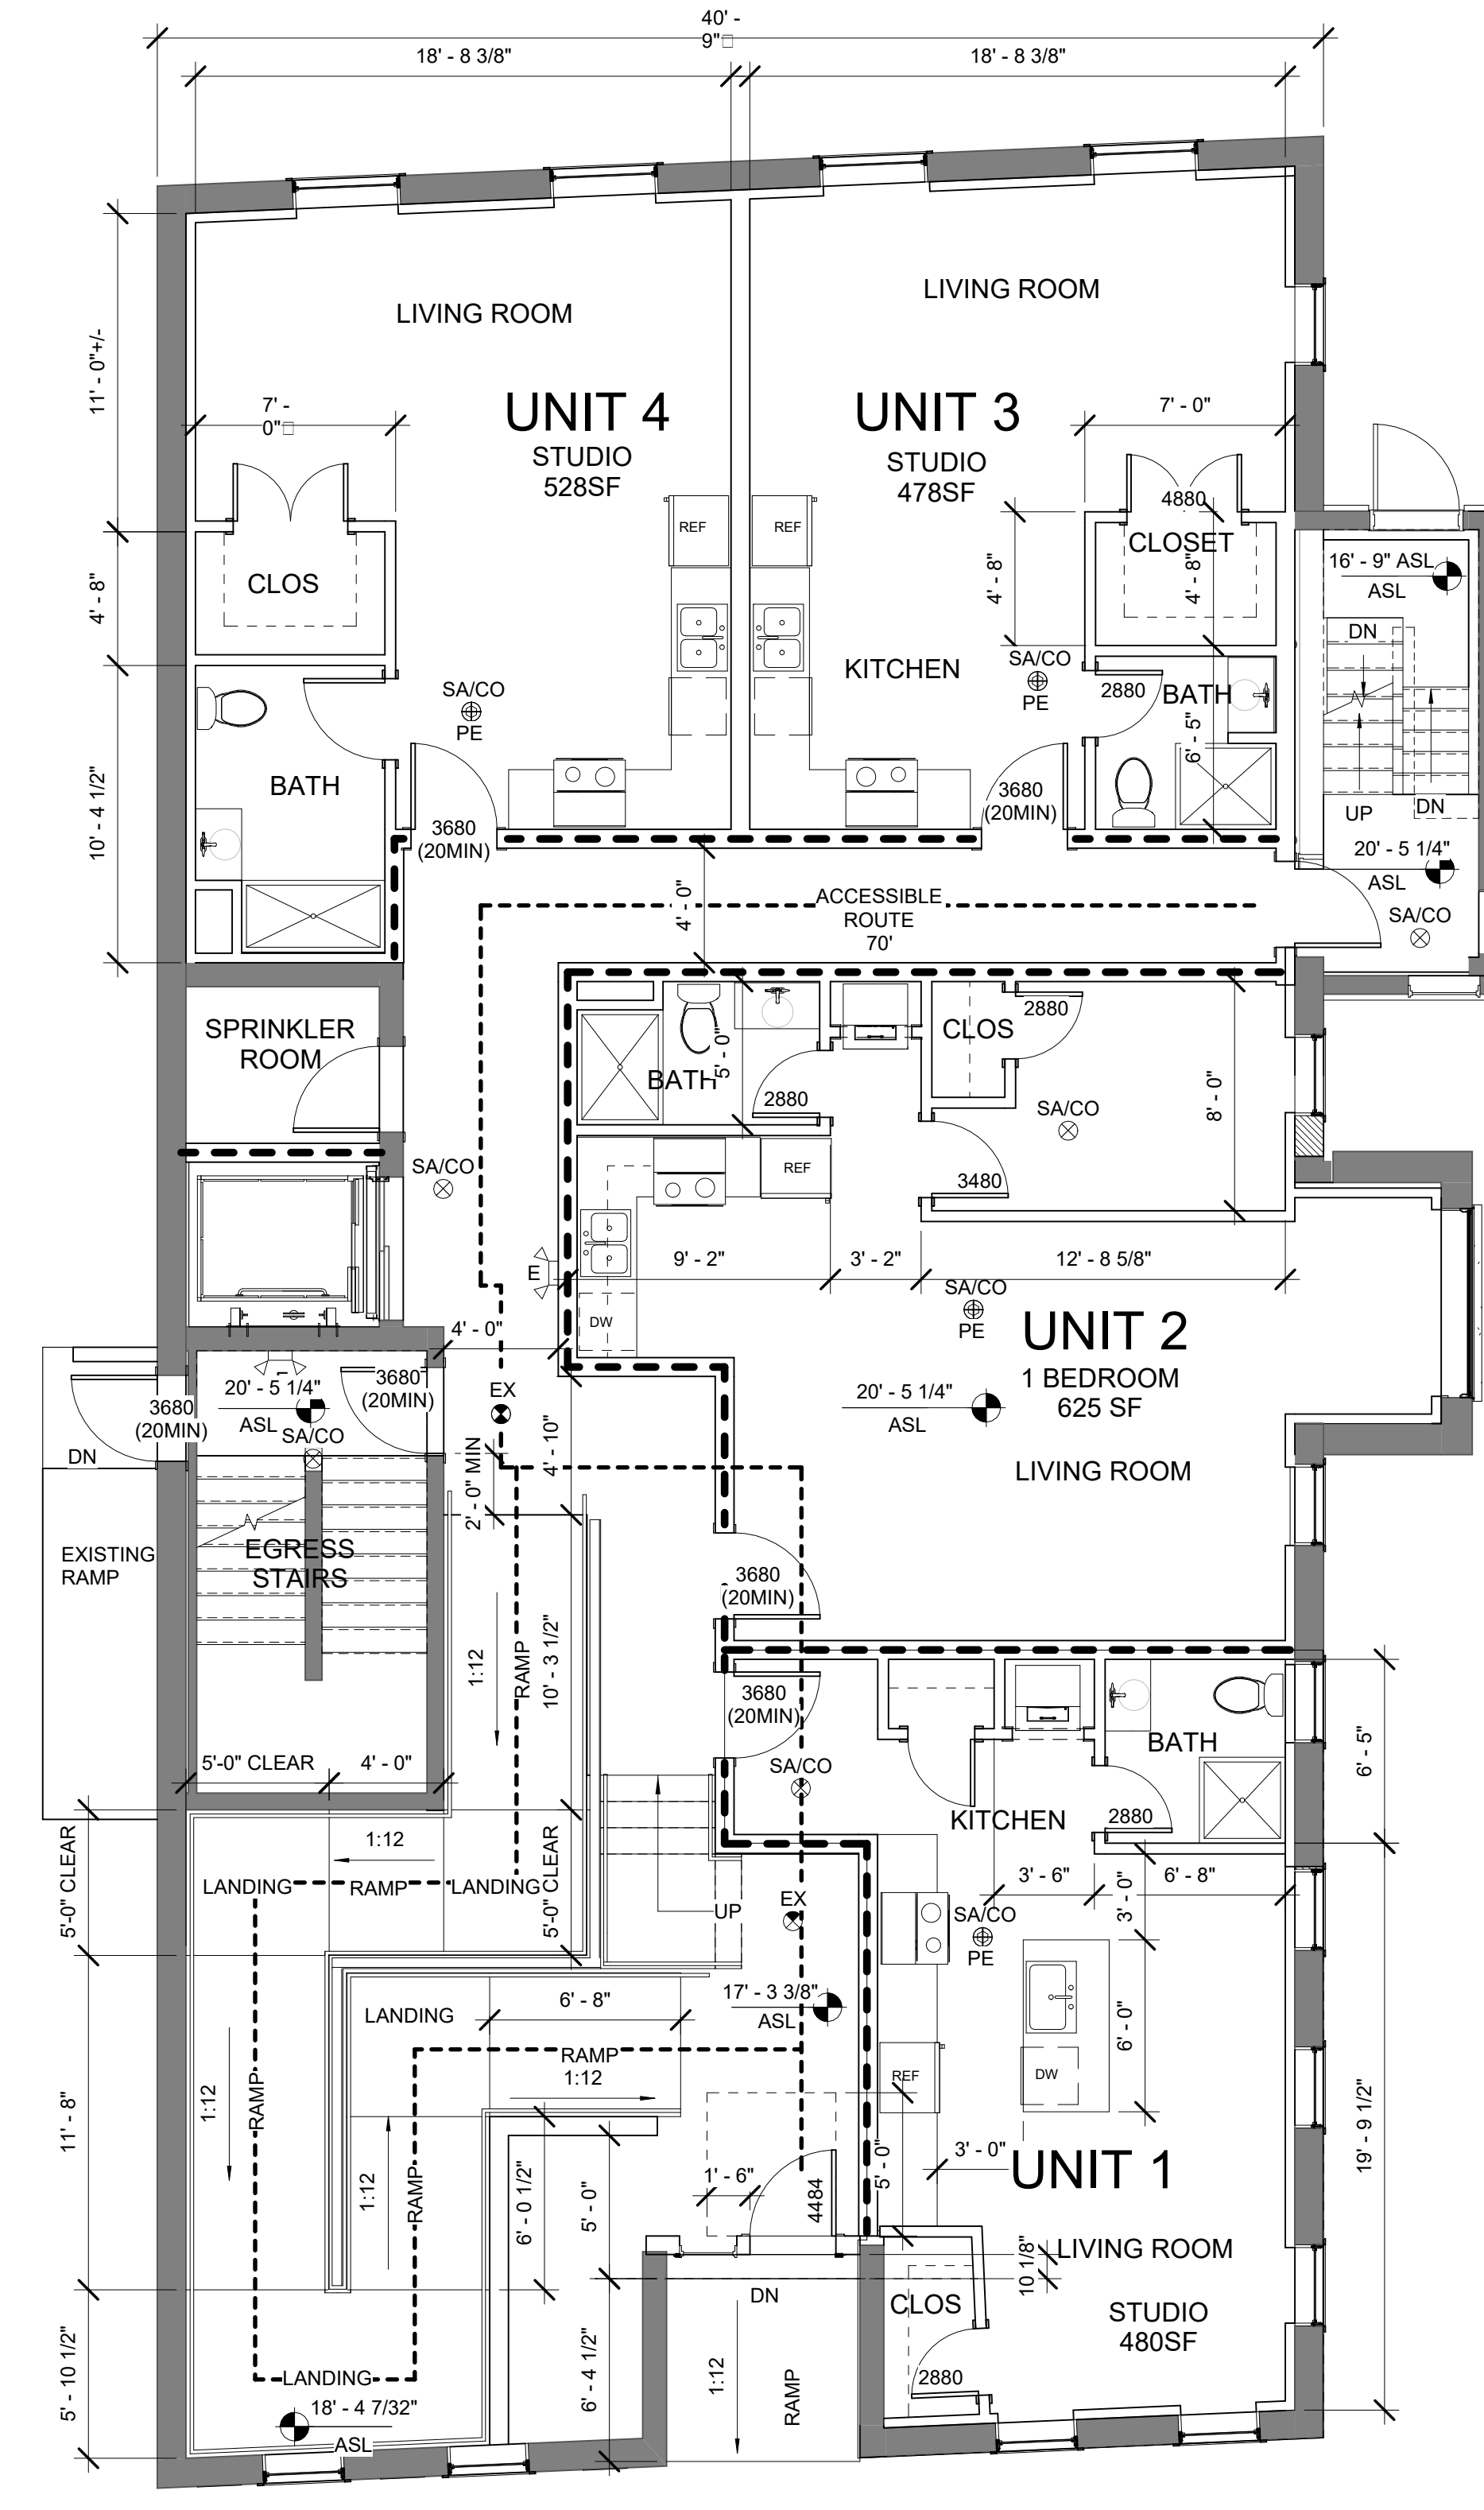 40' -
9"
18' - 8 3/8"
18' - 8 3/8"
LIVING ROOM
LIVING ROOM
11' - 0"+/-
7' -
0"
UNIT 4
STUDIO
528SF
UNIT 3
STUDIO
478SF
7' - 0"
REF
REF
4880
CLOSET
CLOS
4' - 8"
4' - 8"
4' - 8"
16' - 9" ASL
ASL
DN
KITCHEN
SA/CO
PE
SA/CO
PE
2880
BATH
6' - 5"
BATH
10' - 4 1/2"
3680
(20MIN)
3680
(20MIN)
UP
DN
20' - 5 1/4"
ASL
SA/CO
4' - 0"
ACCESSIBLE
ROUTE
70'
SPRINKLER
ROOM
BATH
5' - 0"
2880
CLOS
2880
SA/CO
8' - 0"
SA/CO
REF
3480
E
9' - 2"
3' - 2"
12' - 8 5/8"
DW
SA/CO
PE
UNIT 2
1 BEDROOM
625 SF
4' - 0"
20' - 5 1/4"
ASL
3680
(20MIN)
3680
(20MIN)
DN
SA/CO
EX
20' - 5 1/4"
ASL
2' - 0" MIN
4' - 10"
LIVING ROOM
EXISTING
RAMP
EGRESS
STAIRS
3680
(20MIN)
1:12
RAMP
10' - 3 1/2"
3680
(20MIN)
BATH
6' - 5"
5'-0" CLEAR
4' - 0"
SA/CO
KITCHEN
2880
5'-0" CLEAR
1:12
LANDING
RAMP
LANDING
5'-0" CLEAR
3' - 6"
6' - 8"
3' - 0"
UP
EX
SA/CO
PE
17' - 3 3/8"
ASL
6' - 8"
LANDING
RAMP
1:12
6' - 0"
REF
DW
11' - 8"
1:12
RAMP
1:12
RAMP
6' - 0 1/2"
5' - 0"
1' - 6"
4484
5' - 0"
3' - 0"
UNIT 1
19' - 9 1/2"
LIVING ROOM
10 1/8"
DN
CLOS
STUDIO
480SF
2880
5' - 10 1/2"
LANDING
18' - 4 7/32"
ASL
6' - 4 1/2"
1:12
RAMP